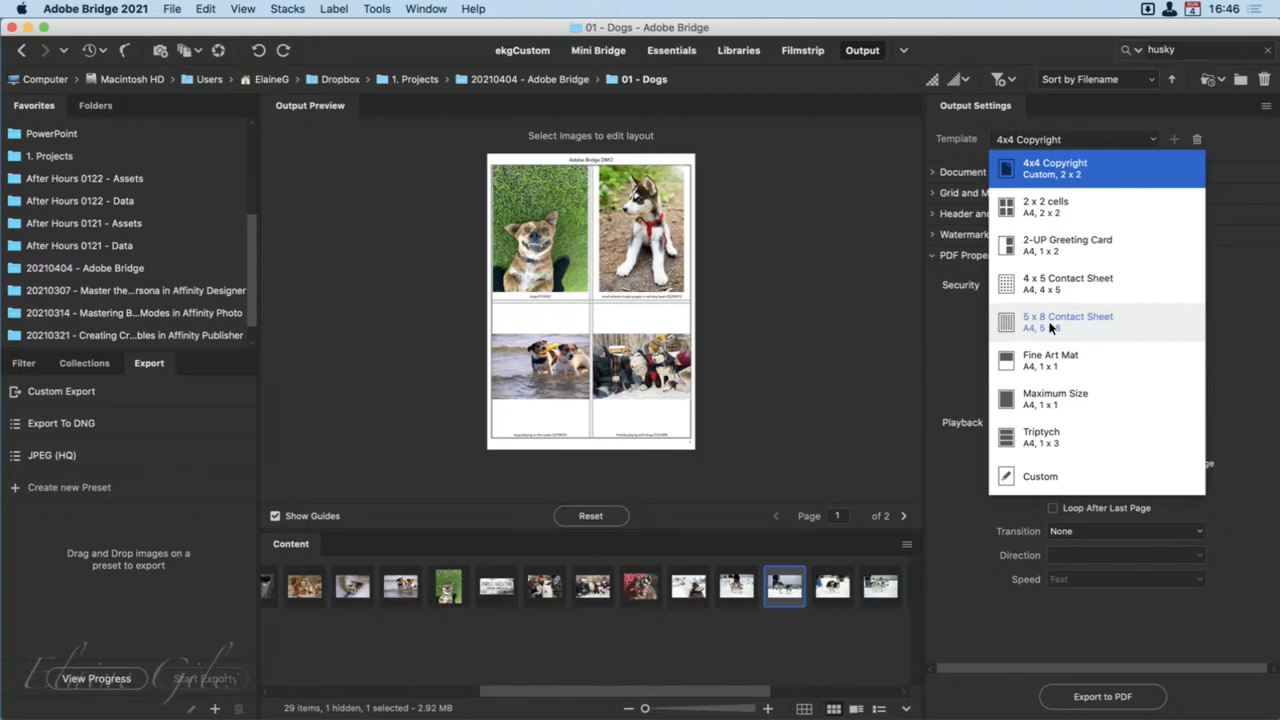 Adobe Bridge 2021 File Edit View Stacks Label Tools Window Help 4 16:46
01 - Dogs - Adobe Bridge
ekgCustom Mini Bridge Essentials Libraries Filmstrip Output husky
Computer Macintosh HD Users ElaineG Dropbox 1. Projects 20210404 - Adobe Bridge 01 - Dogs Sort by Filename
Favorites Folders
PowerPoint
1. Projects
After Hours 0122 - Assets
After Hours 0122 - Data
After Hours 0121 - Assets
After Hours 0121 - Data
20210404 - Adobe Bridge
20210307 - Master the...rsona in Affinity Designer
20210314 - Mastering B...Modes in Affinity Photo
20210321 - Creating Cr...bles in Affinity Publisher
Filter Collections Export
Custom Export
Export To DNG
JPEG (HQ)
Create new Preset
Drag and Drop images on a
preset to export
Elaine Giles
View Progress Start Export
Output Preview
Select images to edit layout
Adobe Bridge DMO
Show Guides Reset Page 1 of 2
Content
29 items, 1 hidden, 1 selected - 2.92 MB
Output Settings
Template 4x4 Copyright
Document
Grid and M
Header and
Watermark
PDF Prope
Security
Playback
4x4 Copyright
Custom, 2 x 2
2 x 2 cells
A4, 2 x 2
2-UP Greeting Card
A4, 1 x 2
4 x 5 Contact Sheet
A4, 4 x 5
5 x 8 Contact Sheet
A4, 5 x 8
Fine Art Mat
A4, 1 x 1
Maximum Size
A4, 1 x 1
Triptych
A4, 1 x 3
Custom
ge
Loop After Last Page
Transition None
Direction
Speed Fast
Export to PDF